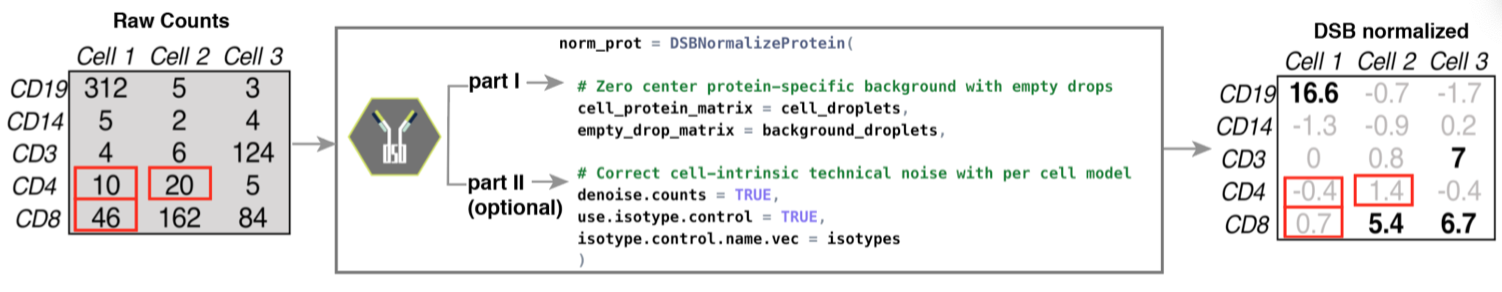 Raw Counts
Cell 1 Cell 2 Cell 3
CD19 312 5 3
CD14 5 2 4
CD3 4 6 124
CD4 10 20 5
CD8 46 162 84
DSB
norm_prot = DSBNormalizeProtein(
part I
# Zero center protein-specific background with empty drops
cell_protein_matrix = cell_droplets,
empty_drop_matrix = background_droplets,
part II
(optional)
# Correct cell-intrinsic technical noise with per cell model
denoise.counts = TRUE,
use.isotype.control = TRUE,
isotype.control.name.vec = isotypes
)
DSB normalized
Cell 1 Cell 2 Cell 3
CD19 16.6 -0.7 -1.7
CD14 -1.3 -0.9 0.2
CD3 0 0.8 7
CD4 -0.4 1.4 -0.4
CD8 0.7 5.4 6.7